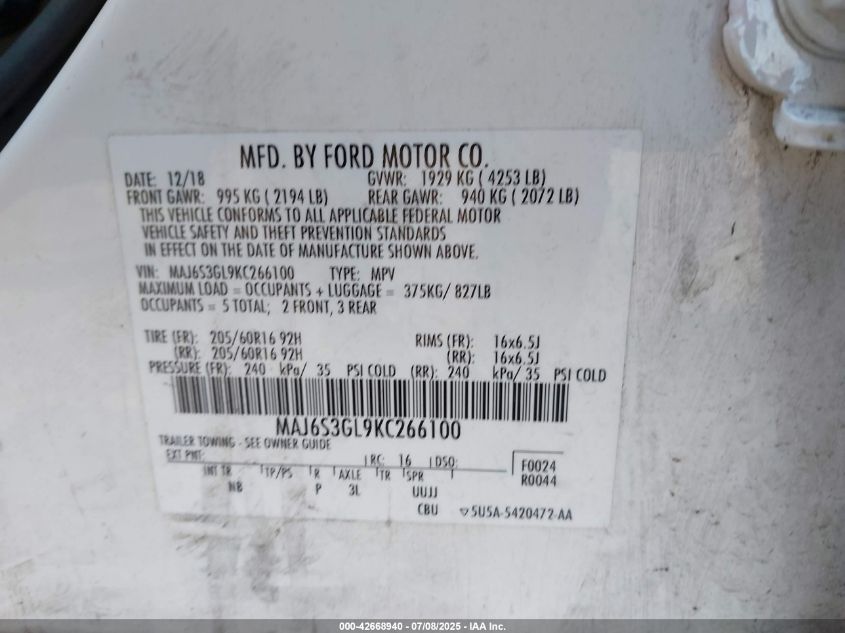 MFD. BY FORD MOTOR CO.
DATE: 12/18 GVWR: 1929 KG ( 4253 LB)
FRONT GAWR: 995 KG ( 2194 LB) REAR GAWR: 940 KG ( 2072 LB)
THIS VEHICLE CONFORMS TO ALL APPLICABLE FEDERAL MOTOR
VEHICLE SAFETY AND THEFT PREVENTION STANDARDS
IN EFFECT ON THE DATE OF MANUFACTURE SHOWN ABOVE.
VIN: MAJ6S3GL9KC266100 TYPE: MPV
MAXIMUM LOAD = OCCUPANTS + LUGGAGE = 375KG/ 827LB
OCCUPANTS = 5 TOTAL; 2 FRONT, 3 REAR
TIRE (FR): 205/60R16 92H RIMS (FR): 16x6.5J
(RR): 205/60R16 92H (RR): 16x6.5J
PRESSURE (FR): 240 kPa/ 35 PSI COLD (RR): 240 kPa/ 35 PSI COLD
MAJ6S3GL9KC266100
TRAILER TOWING - SEE OWNER GUIDE
EXT PNT: RC: 16 DSO: F0024
INT TR TP/PS R AXLE TR SPR R0044
NB P 3L UUJJ
CBU ▽5U5A-5420472-AA
000-42668940 - 07/08/2025 - IAA Inc.